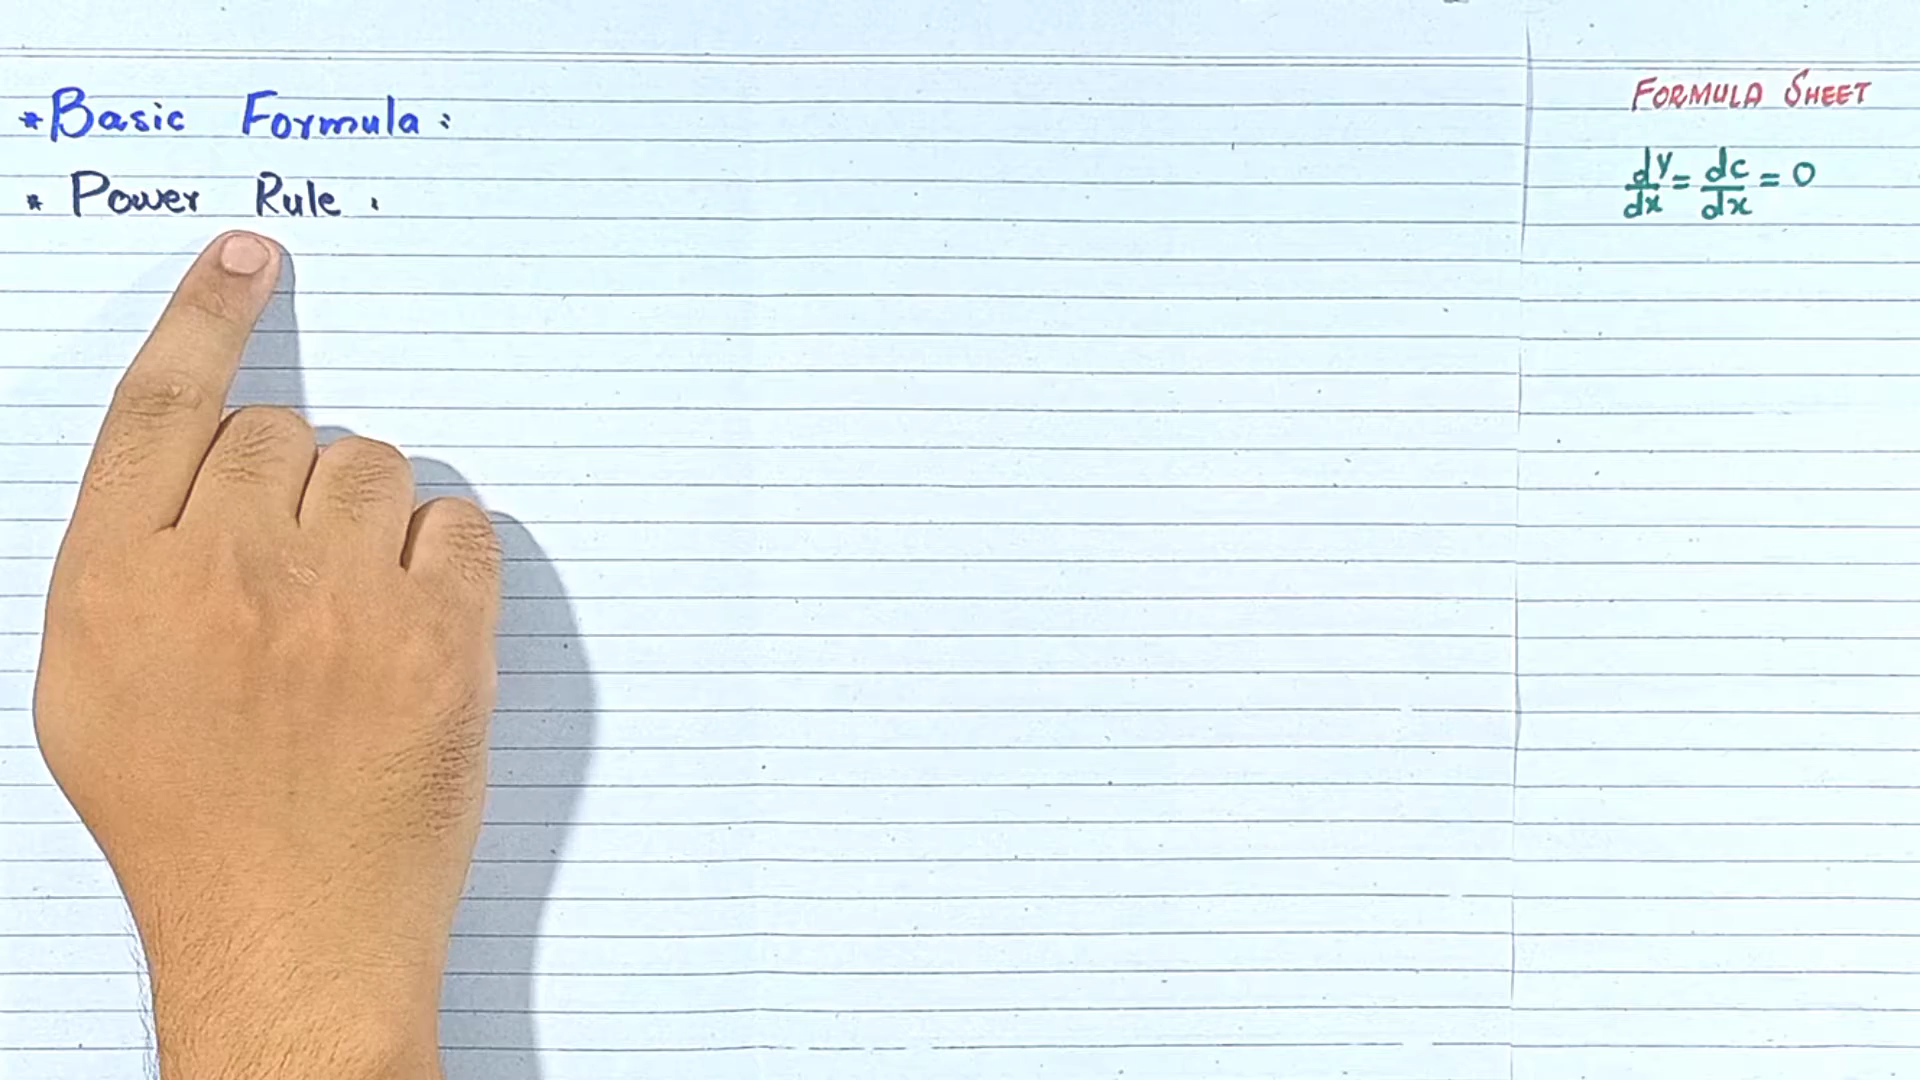 *Basic Formula:
* Power Rule.
FORMULA SHEET
dy/dx = dc/dx = 0